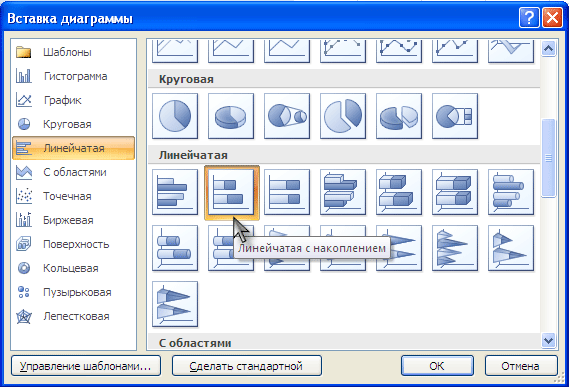 Вставка диаграммы
Шаблоны
Гистограмма
График
Круговая
Линейчатая
С областями
Точечная
Биржевая
Поверхность
Кольцевая
Пузырьковая
Лепестковая
Круговая
Линейчатая
Линейчатая с накоплением
С областями
Управление шаблонами...
Сделать стандартной
ОК
Отмена